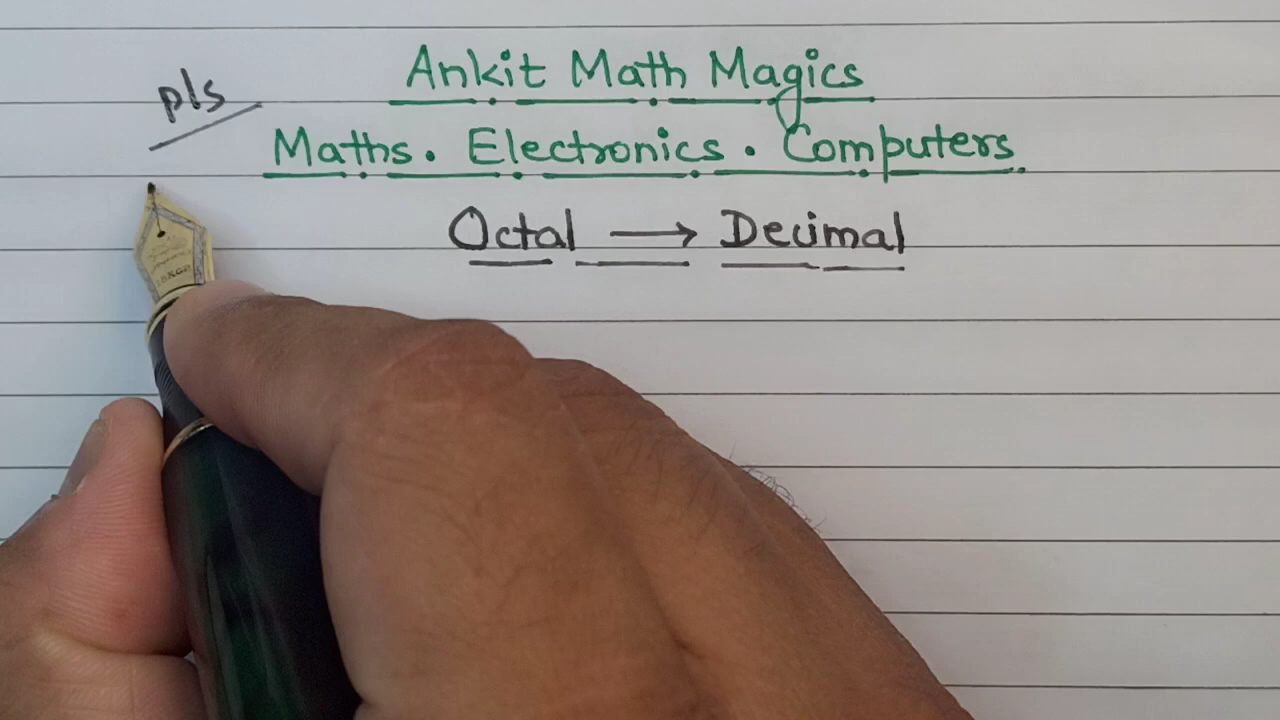 pls
Ankit Math Magics
Maths. Electronics. Computers
Octal → Decimal